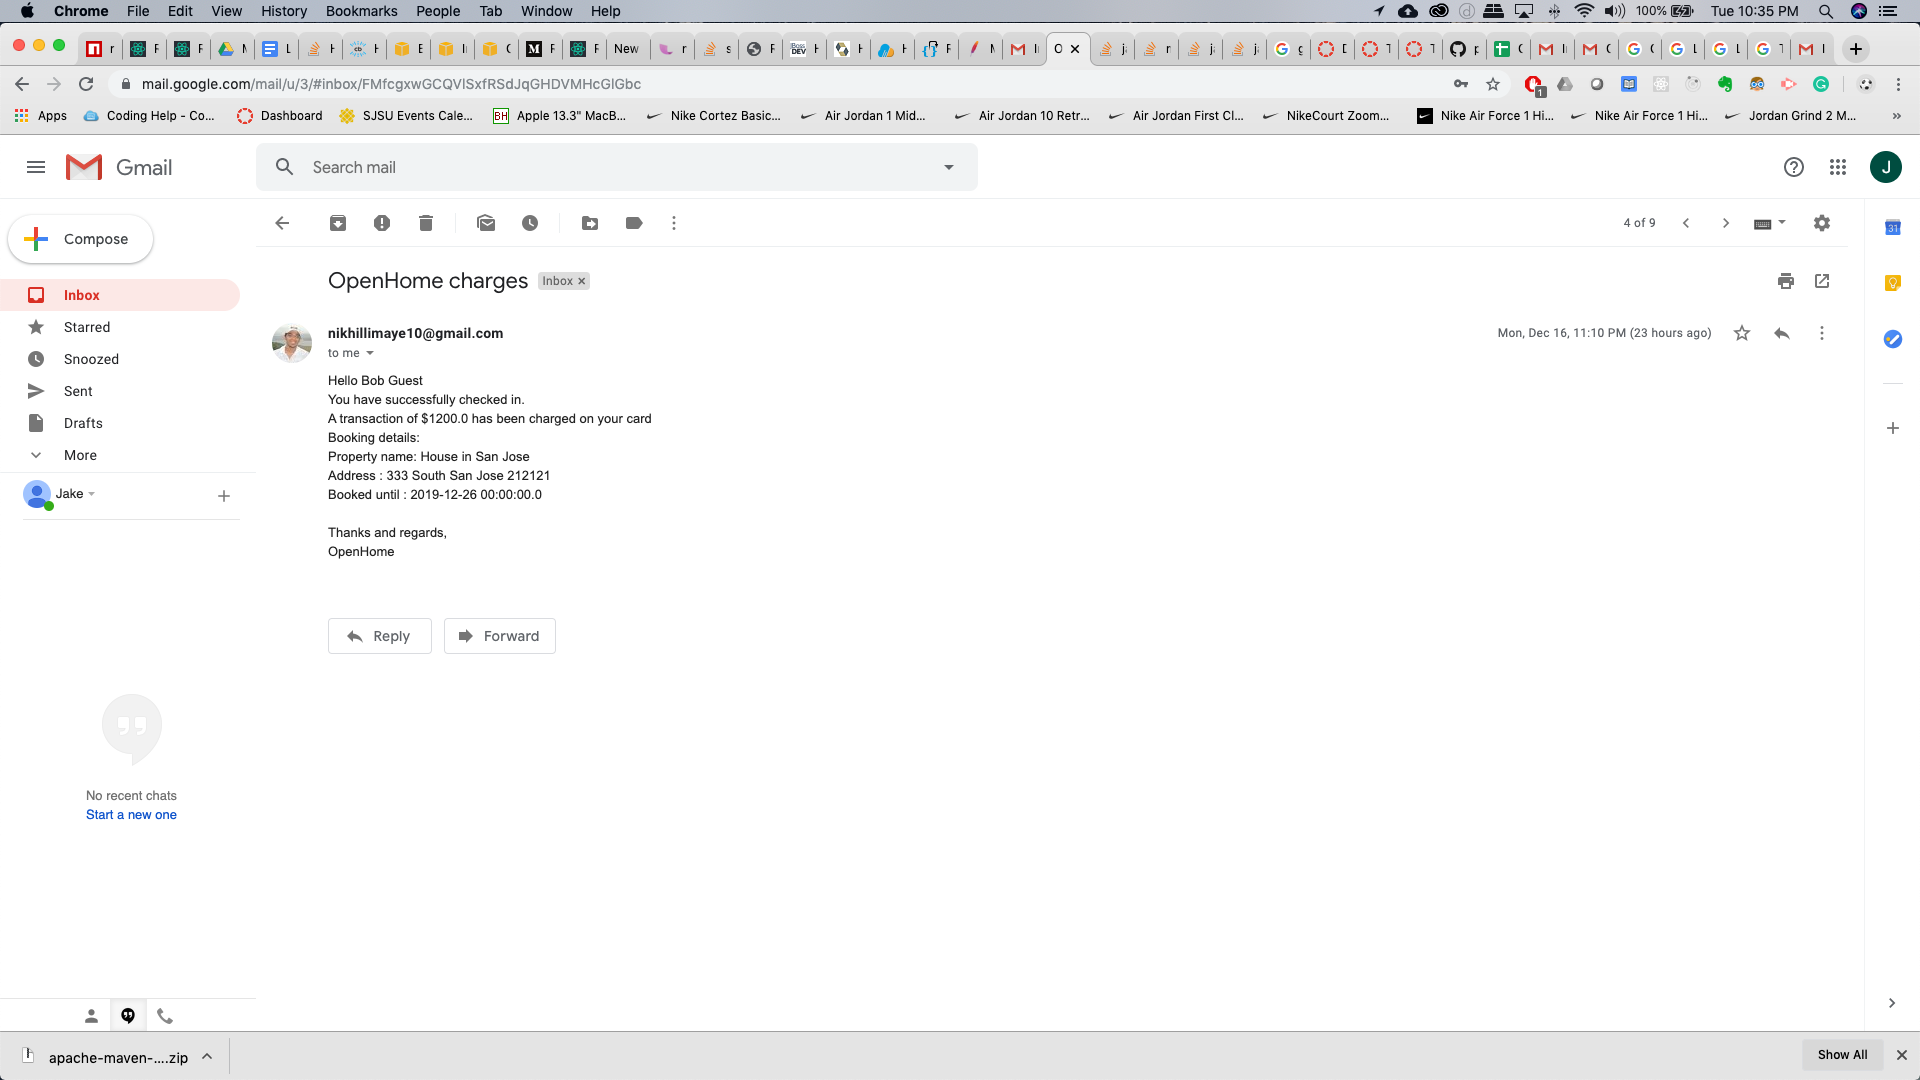 Chrome File Edit View History Bookmarks People Tab Window Help 100% Tue 10:35 PM
New
mail.google.com/mail/u/3/#inbox/FMfcgxwGCQVlSxfRSdJqGHDVMHcGlGbc
Apps Coding Help - Co... Dashboard SJSU Events Cale... BH Apple 13.3" MacB... Nike Cortez Basic... Air Jordan 1 Mid... Air Jordan 10 Retr... Air Jordan First Cl... NikeCourt Zoom... Nike Air Force 1 Hi... Nike Air Force 1 Hi... Jordan Grind 2 M... »
Gmail Search mail J
4 of 9
31
Compose
Inbox
Starred
Snoozed
Sent
Drafts
More
Jake
No recent chats
Start a new one
OpenHome charges Inbox x
nikhillimaye10@gmail.com Mon, Dec 16, 11:10 PM (23 hours ago)
to me
Hello Bob Guest
You have successfully checked in.
A transaction of $1200.0 has been charged on your card
Booking details:
Property name: House in San Jose
Address : 333 South San Jose 212121
Booked until : 2019-12-26 00:00:00.0
Thanks and regards,
OpenHome
Reply Forward
apache-maven-....zip Show All